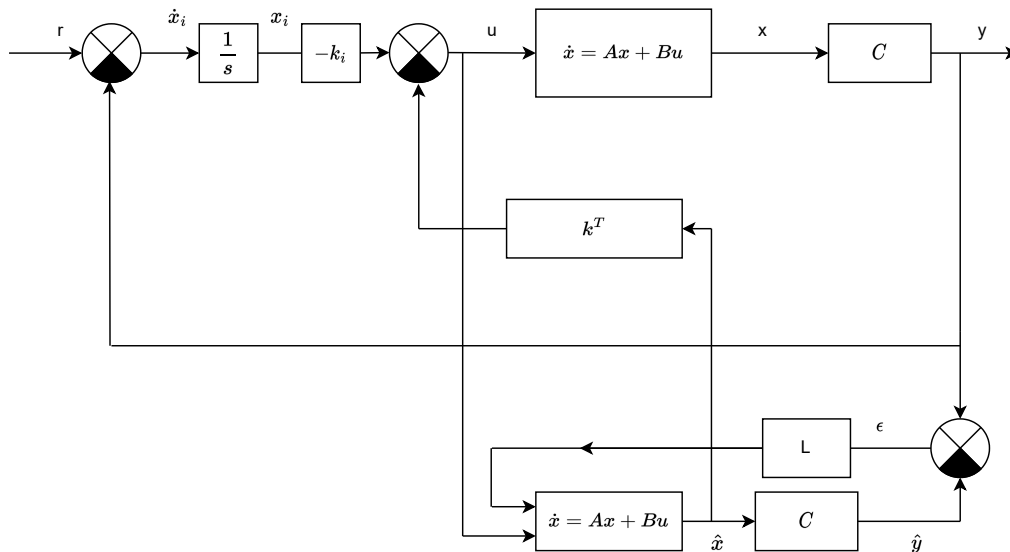 r
ẋ_i
1/s
x_i
−k_i
u
ẋ = Ax + Bu
x
C
y
k^T
L
ϵ
ẋ = Ax + Bu
x̂
C
ŷ